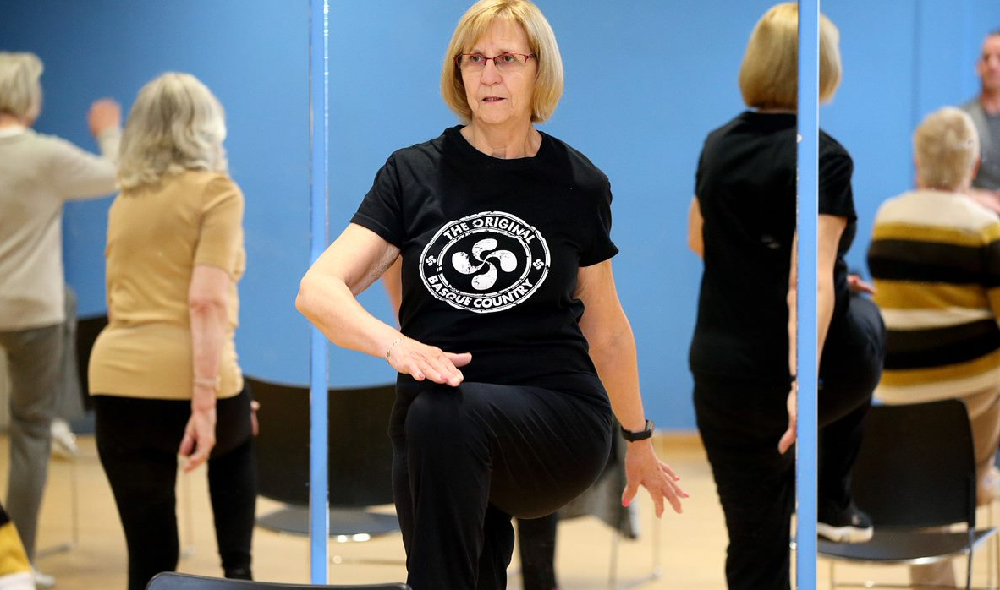 THE ORIGINAL
BASQUE COUNTRY